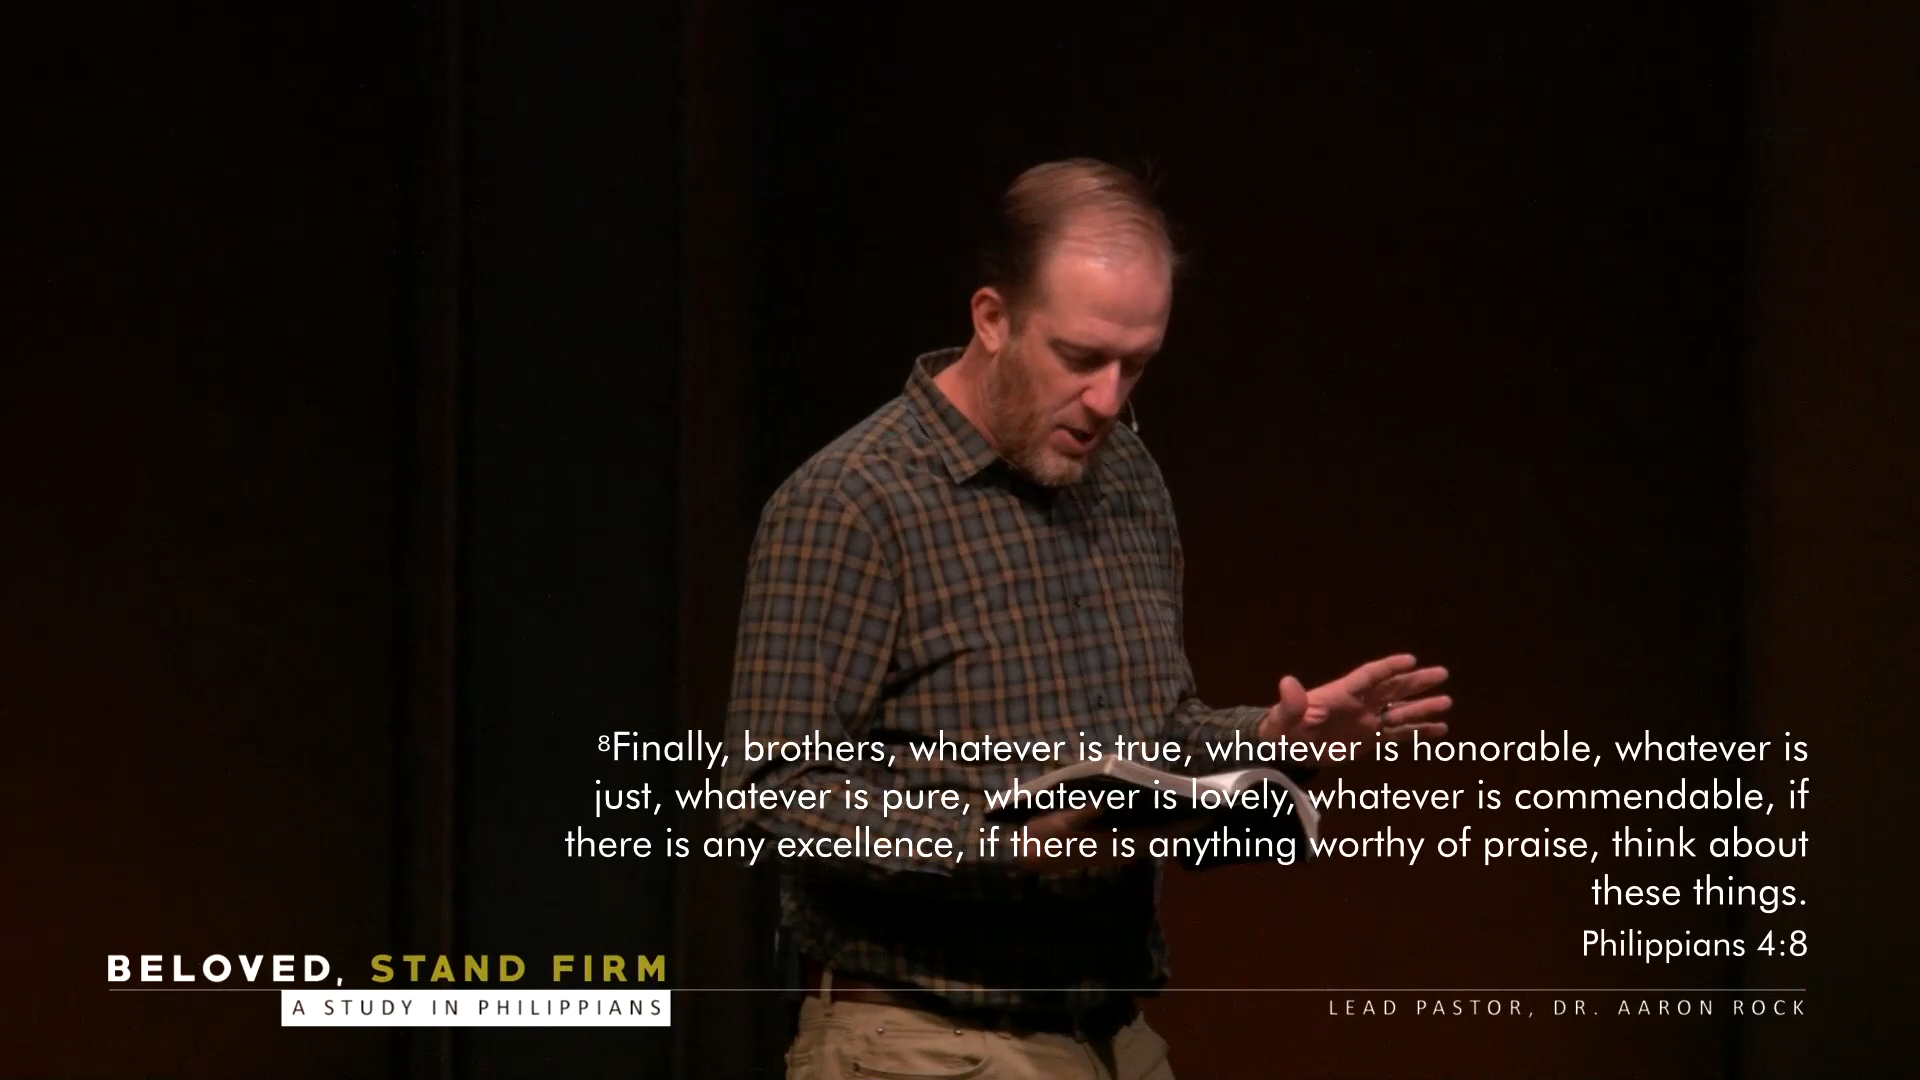 ⁸Finally, brothers, whatever is true, whatever is honorable, whatever is
just, whatever is pure, whatever is lovely, whatever is commendable, if
there is any excellence, if there is anything worthy of praise, think about
these things.
Philippians 4:8
BELOVED, STAND FIRM
A STUDY IN PHILIPPIANS
LEAD PASTOR, DR. AARON ROCK